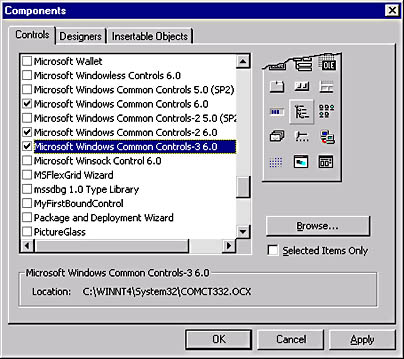 Components
Controls Designers Insertable Objects
Microsoft Wallet
Microsoft Windowless Controls 6.0
Microsoft Windows Common Controls 5.0 (SP2)
Microsoft Windows Common Controls 6.0
Microsoft Windows Common Controls-2 5.0 (SP2
Microsoft Windows Common Controls-2 6.0
Microsoft Windows Common Controls-3 6.0
Microsoft Winsock Control 6.0
MSFlexGrid Wizard
mssdbg 1.0 Type Library
MyFirstBoundControl
Package and Deployment Wizard
PictureGlass
Browse...
Selected Items Only
Microsoft Windows Common Controls-3 6.0
Location: C:\WINNT4\System32\COMCT332.OCX
OK Cancel Apply